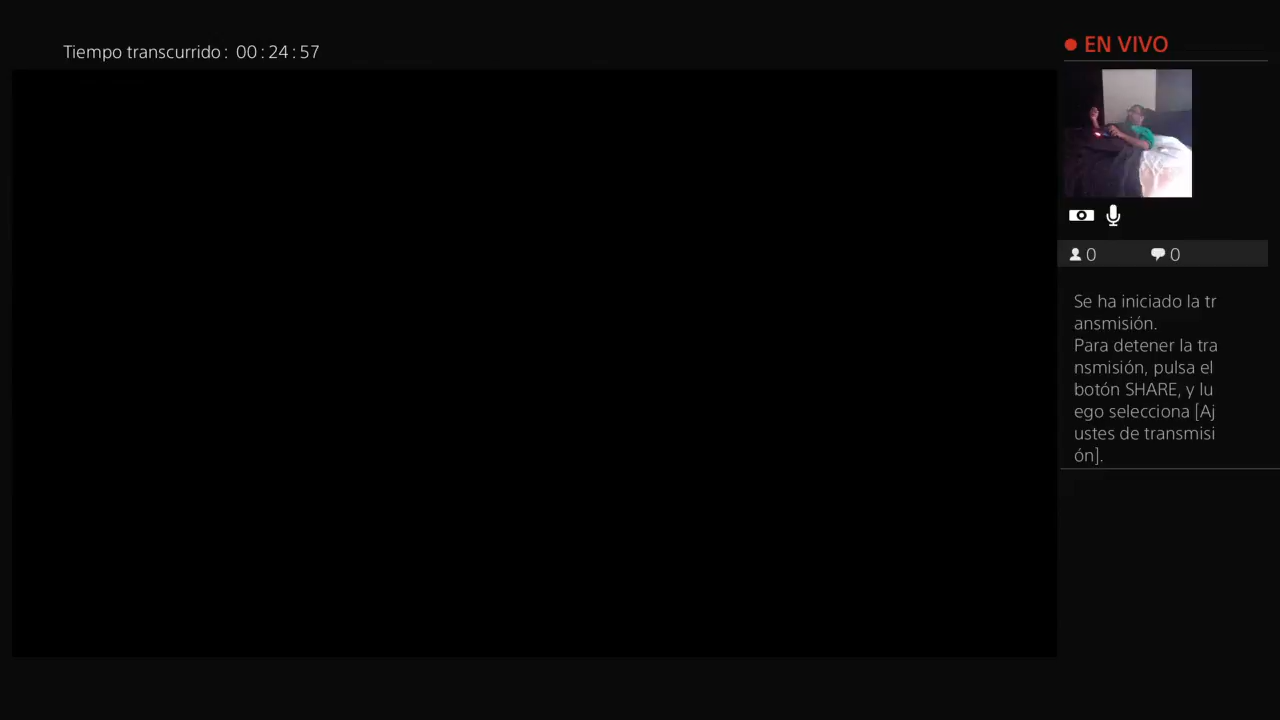 Tiempo transcurrido: 00:24:57
EN VIVO
0 0
Se ha iniciado la tr
ansmisión.
Para detener la tra
nsmisión, pulsa el
botón SHARE, y lu
ego selecciona [Aj
ustes de transmisi
ón].